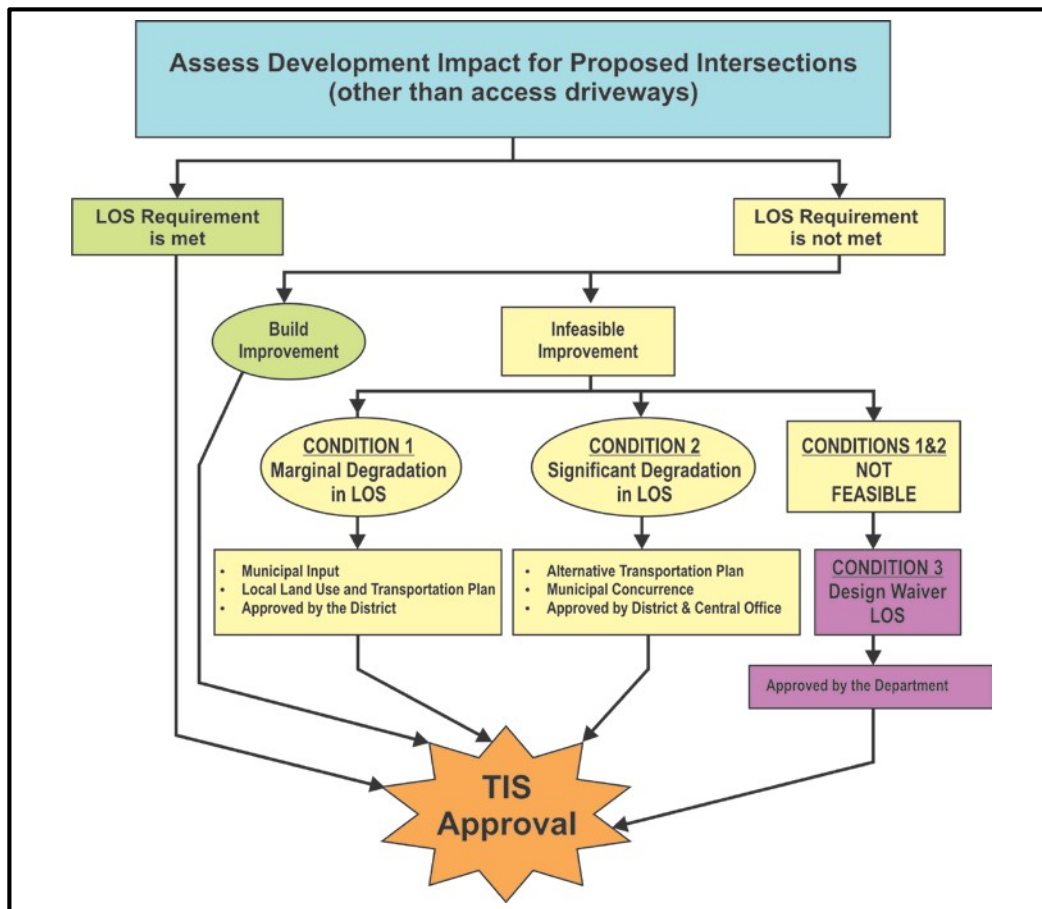 Assess Development Impact for Proposed Intersections
(other than access driveways)
LOS Requirement
is met
LOS Requirement
is not met
Build
Improvement
Infeasible
Improvement
CONDITION 1
Marginal Degradation
in LOS
CONDITION 2
Significant Degradation
in LOS
CONDITIONS 1&2
NOT
FEASIBLE
• Municipal Input
• Local Land Use and Transportation Plan
• Approved by the District
• Alternative Transportation Plan
• Municipal Concurrence
• Approved by District & Central Office
CONDITION 3
Design Waiver
LOS
Approved by the Department
TIS
Approval